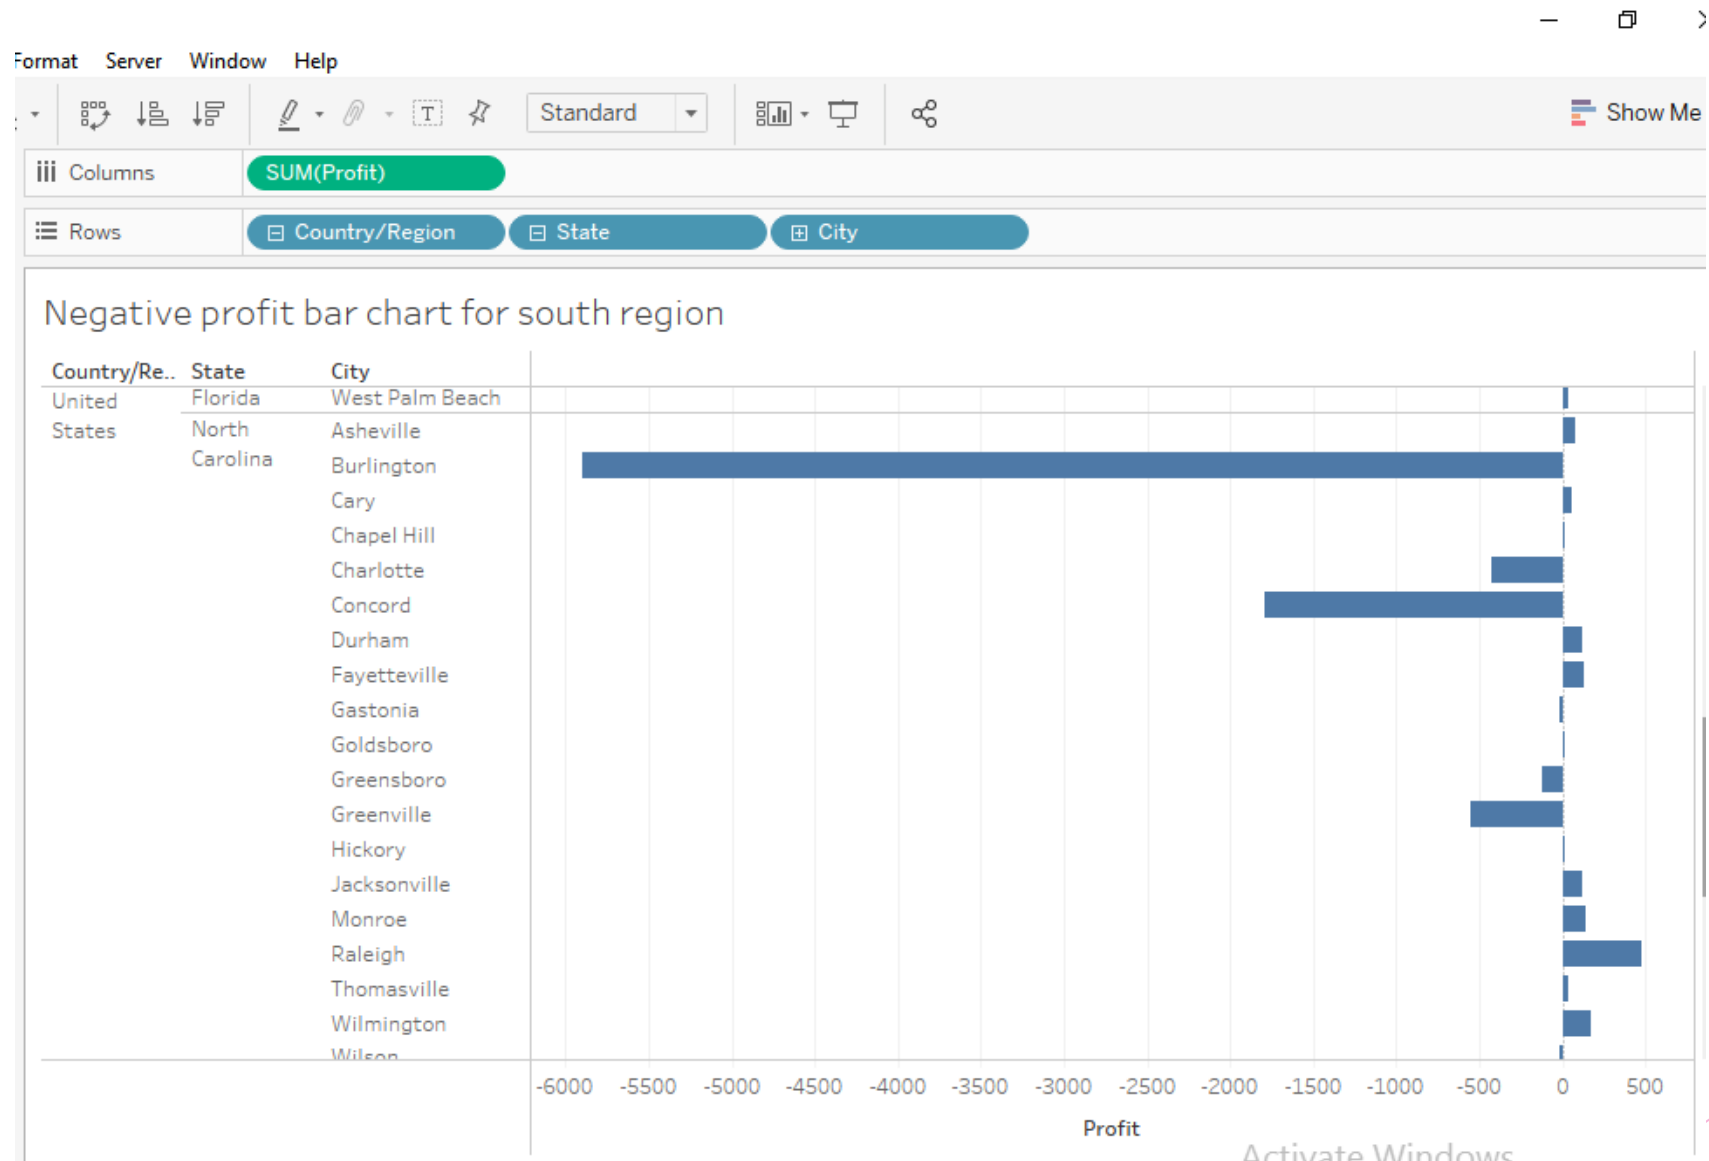 Format Server Window Help
Standard
Show Me
Columns SUM(Profit)
Rows Country/Region State City
Negative profit bar chart for south region
Country/Re.. State City
United States Florida West Palm Beach
North Carolina Asheville
Burlington
Cary
Chapel Hill
Charlotte
Concord
Durham
Fayetteville
Gastonia
Goldsboro
Greensboro
Greenville
Hickory
Jacksonville
Monroe
Raleigh
Thomasville
Wilmington
Wilson
-6000 -5500 -5000 -4500 -4000 -3500 -3000 -2500 -2000 -1500 -1000 -500 0 500
Profit
Activate Windows